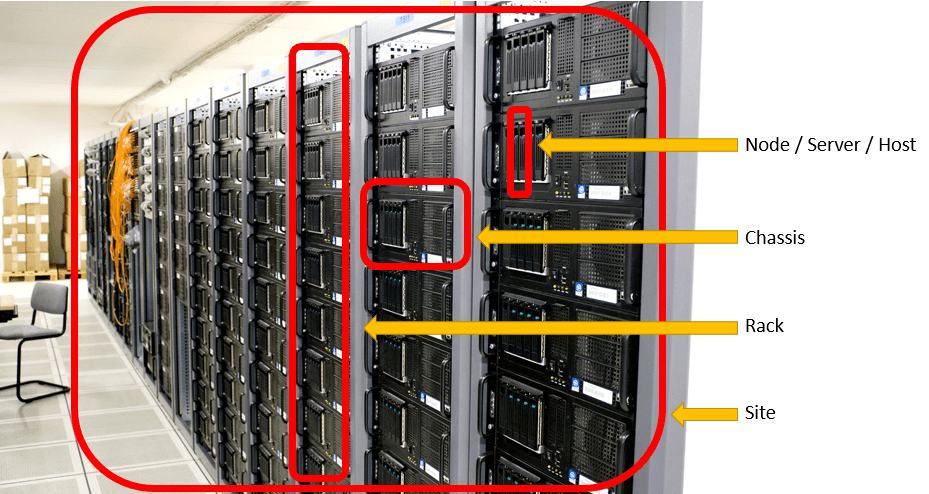 Node / Server / Host
Chassis
Rack
Site